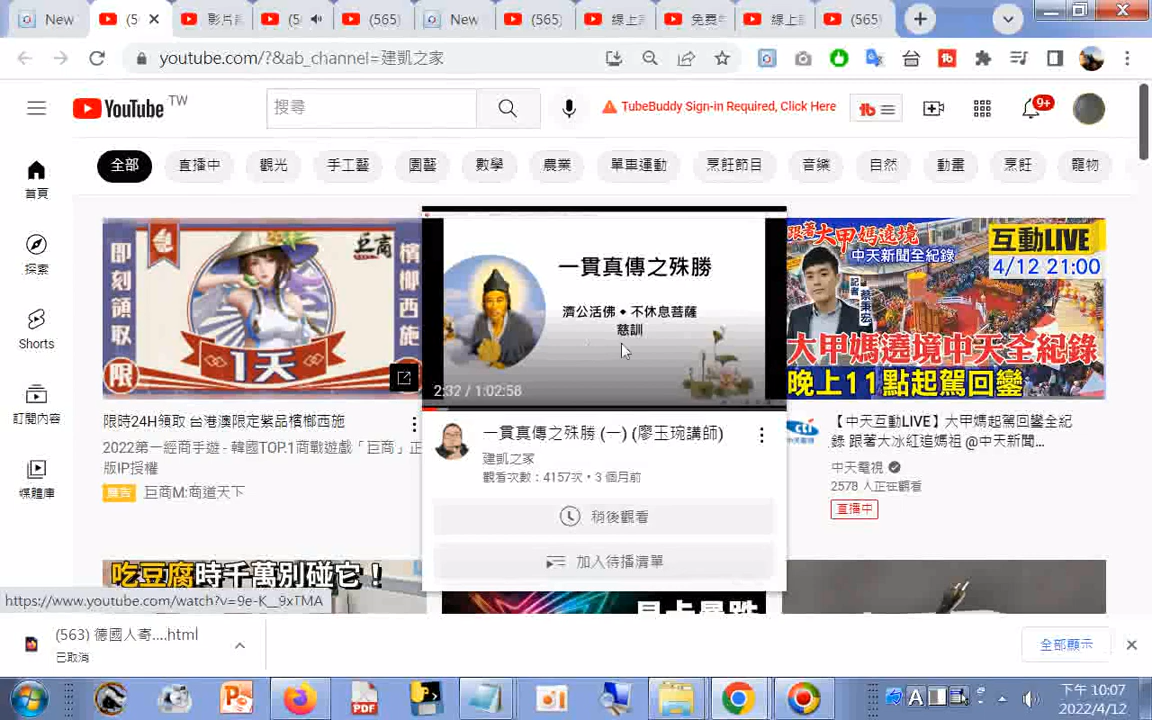 New
(5
影片
(5
(565)
New
(565)
線上
免費
線上
(565)
youtube.com/?&ab_channel=建凱之家
9+
YouTube TW
搜尋
TubeBuddy Sign-in Required, Click Here
tb
全部
直播中
觀光
手工藝
園藝
數學
農業
單車運動
烹飪節目
音樂
自然
動畫
烹飪
寵物
首頁
探索
Shorts
訂閱內容
媒體庫
即刻領取
巨商
檳榔西施
限
1天
限時24H領取 台港澳限定紫品檳榔西施
2022第一經商手遊 - 韓國TOP.1商戰遊戲「巨商」正
版IP授權
廣告 巨商M:商道天下
一貫真傳之殊勝
濟公活佛 • 不休息菩薩
慈訓
2:32 / 1:02:58
一貫真傳之殊勝 (一) (廖玉琬講師)
建凱之家
觀看次數：4157次 • 3 個月前
稍後觀看
加入待播清單
跟著大甲媽遶境
中天新聞全紀錄
互動LIVE
4/12 21:00
記者 蔡秉宏
大甲媽遶境中天全紀錄
晚上11點起駕回鑾
【中天互動LIVE】大甲媽起駕回鑾全紀
錄 跟著大冰紅追媽祖 @中天新聞...
中天電視
2578 人正在觀看
直播中
吃豆腐時千萬別碰它！
https://www.youtube.com/watch?v=9e-K__9xTMA
(563) 德國人寄....html
已取消
全部顯示
下午 10:07
2022/4/12